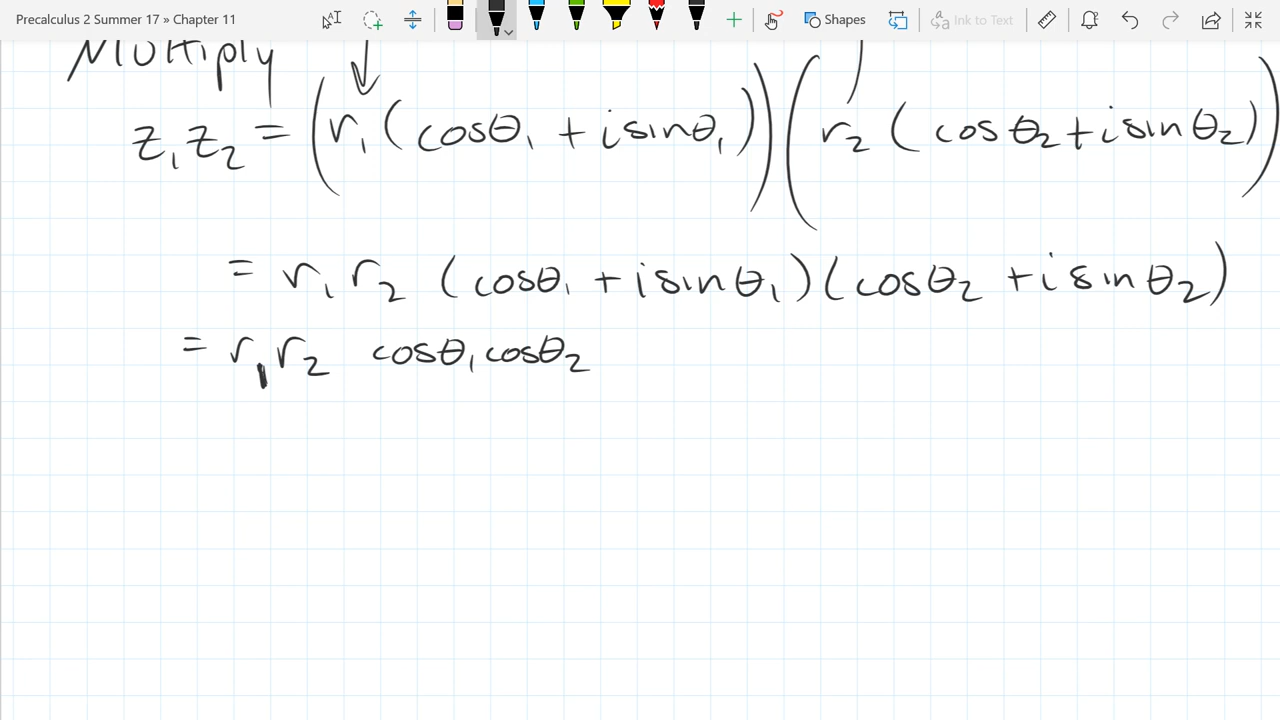 Precalculus 2 Summer 17 » Chapter 11
Shapes
Ink to Text
Multiply
z₁z₂ = (r₁(cosθ₁ + isinθ₁))(r₂(cosθ₂+isinθ₂))
= r₁r₂ (cosθ₁ + isinθ₁)(cosθ₂ + isinθ₂)
= r₁r₂ cosθ₁cosθ₂